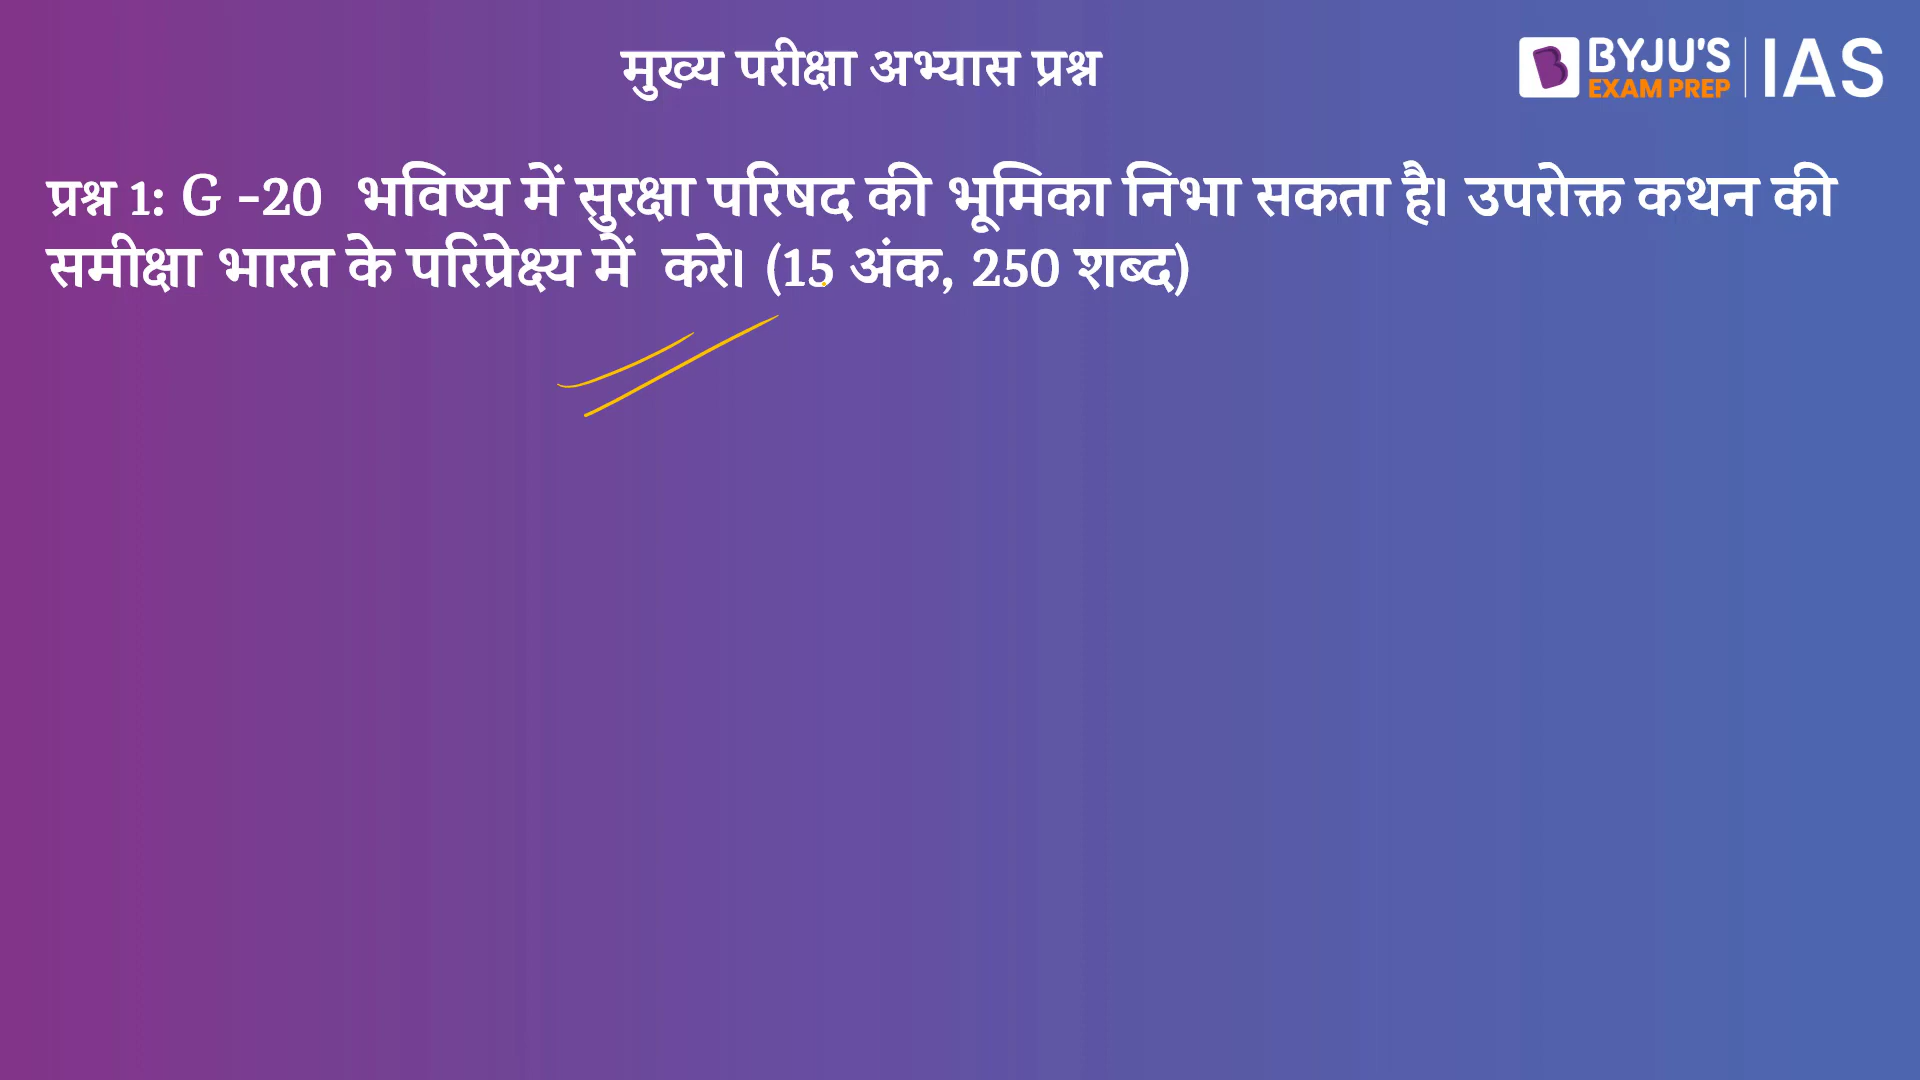 मुख्य परीक्षा अभ्यास प्रश्न
BYJU'S
EXAM PREP
IAS
प्रश्न 1: G -20 भविष्य में सुरक्षा परिषद की भूमिका निभा सकता है। उपरोक्त कथन की
समीक्षा भारत के परिप्रेक्ष्य में करे। (15 अंक, 250 शब्द)